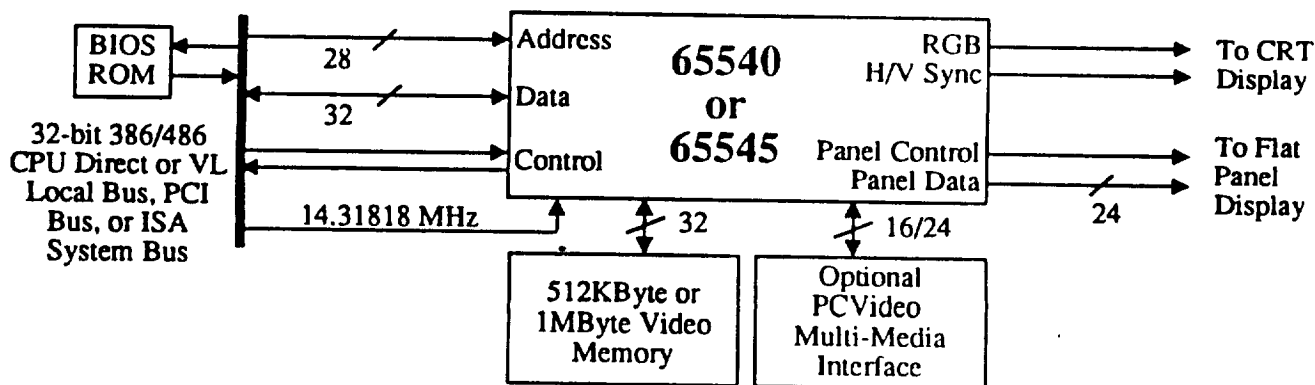 BIOS
ROM
28
32
32-bit 386/486
CPU Direct or VL
Local Bus, PCI
Bus, or ISA
System Bus
14.31818 MHz
Address
Data
Control
65540
or
65545
RGB
H/V Sync
Panel Control
Panel Data
To CRT
Display
To Flat
Panel
Display
24
32
16/24
512KByte or
1MByte Video
Memory
Optional
PCVideo
Multi-Media
Interface